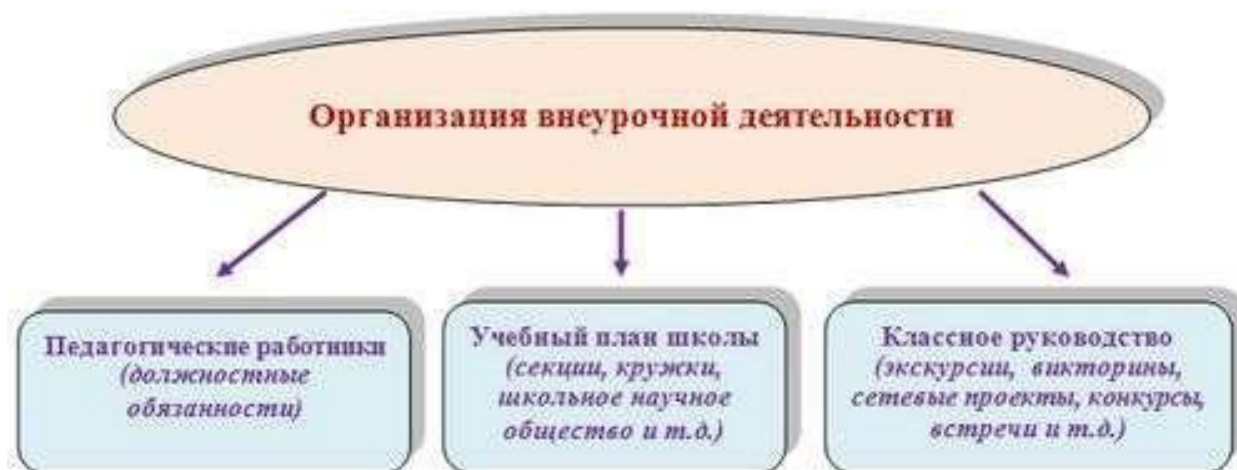 Организация внеурочной деятельности
Педагогические работники
(должностные
обязанности)
Учебный план школы
(секции, кружки,
школьное научное
общество и т.д.)
Классное руководство
(экскурсии, викторины,
сетевые проекты, конкурсы,
встречи и т.д.)